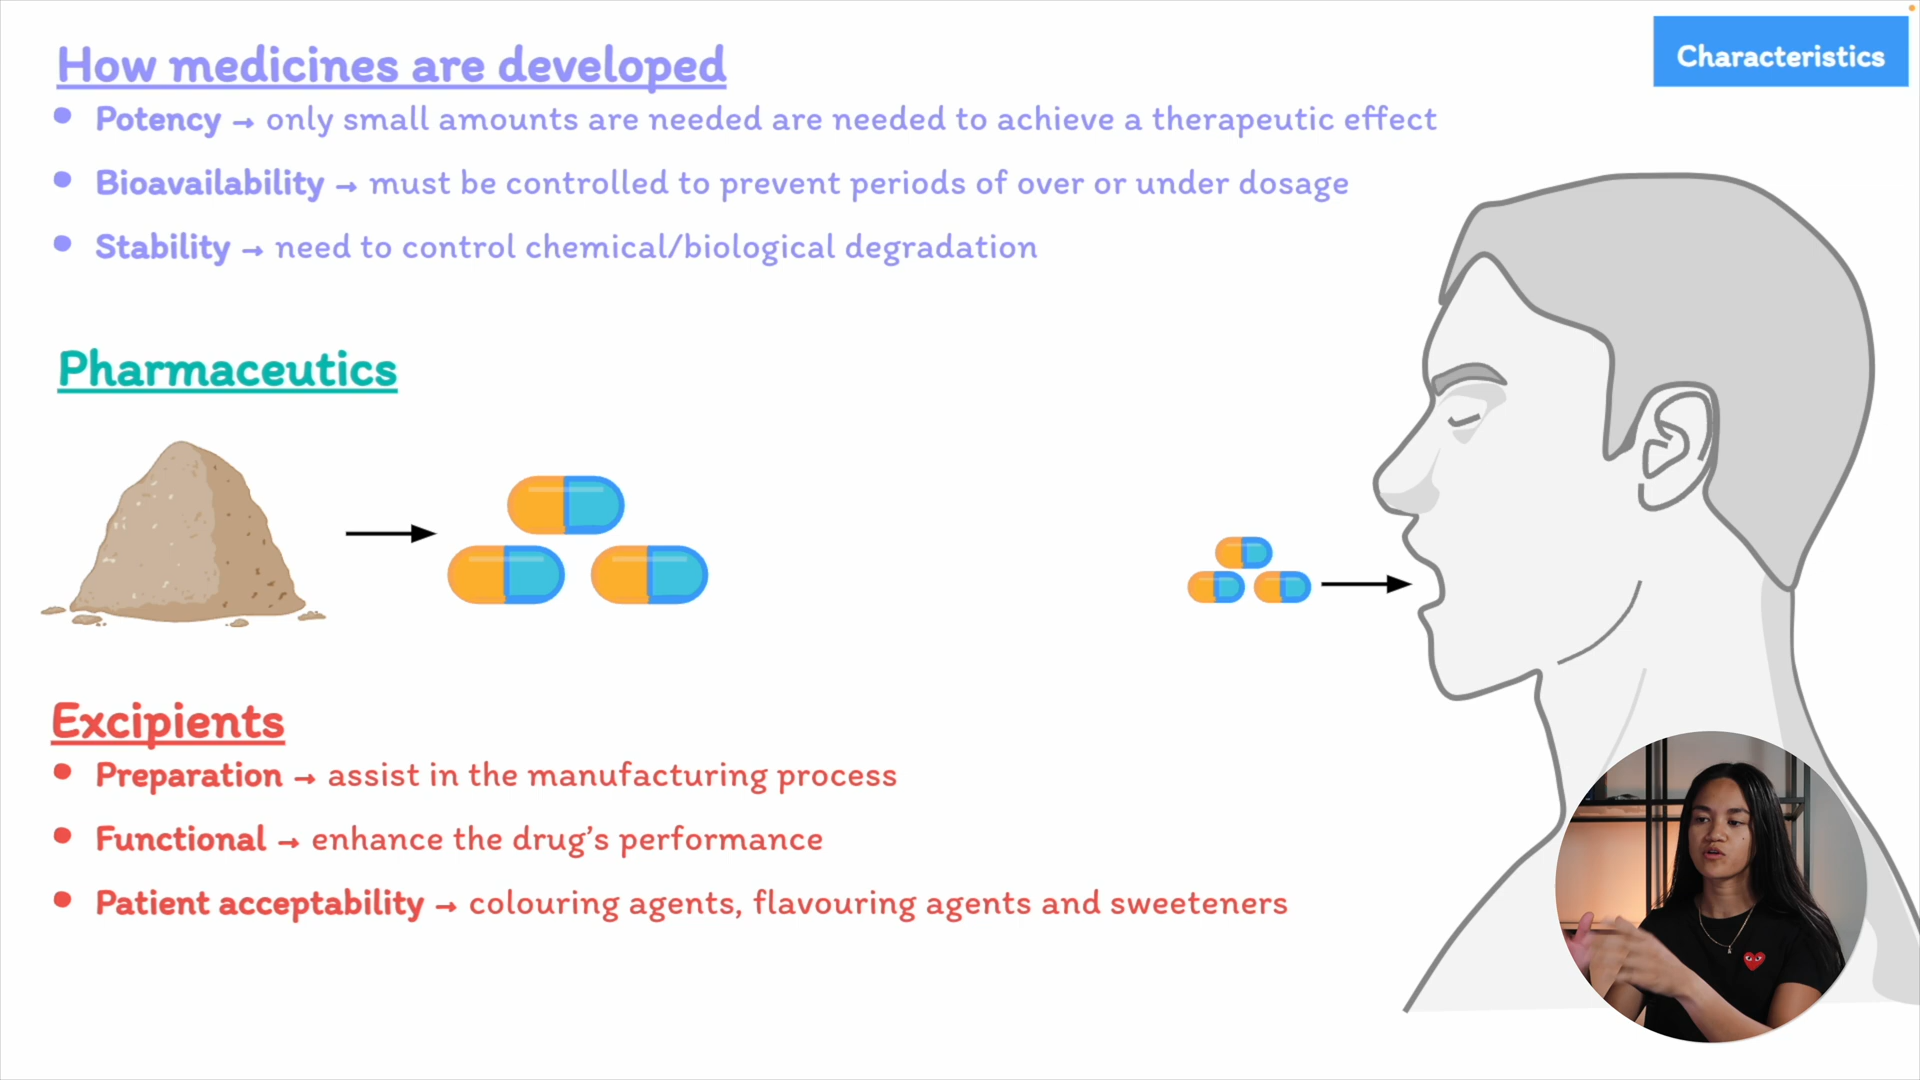 How medicines are developed
Characteristics
• Potency → only small amounts are needed are needed to achieve a therapeutic effect
• Bioavailability → must be controlled to prevent periods of over or under dosage
• Stability → need to control chemical/biological degradation
Pharmaceutics
Excipients
• Preparation → assist in the manufacturing process
• Functional → enhance the drug's performance
• Patient acceptability → colouring agents, flavouring agents and sweeteners